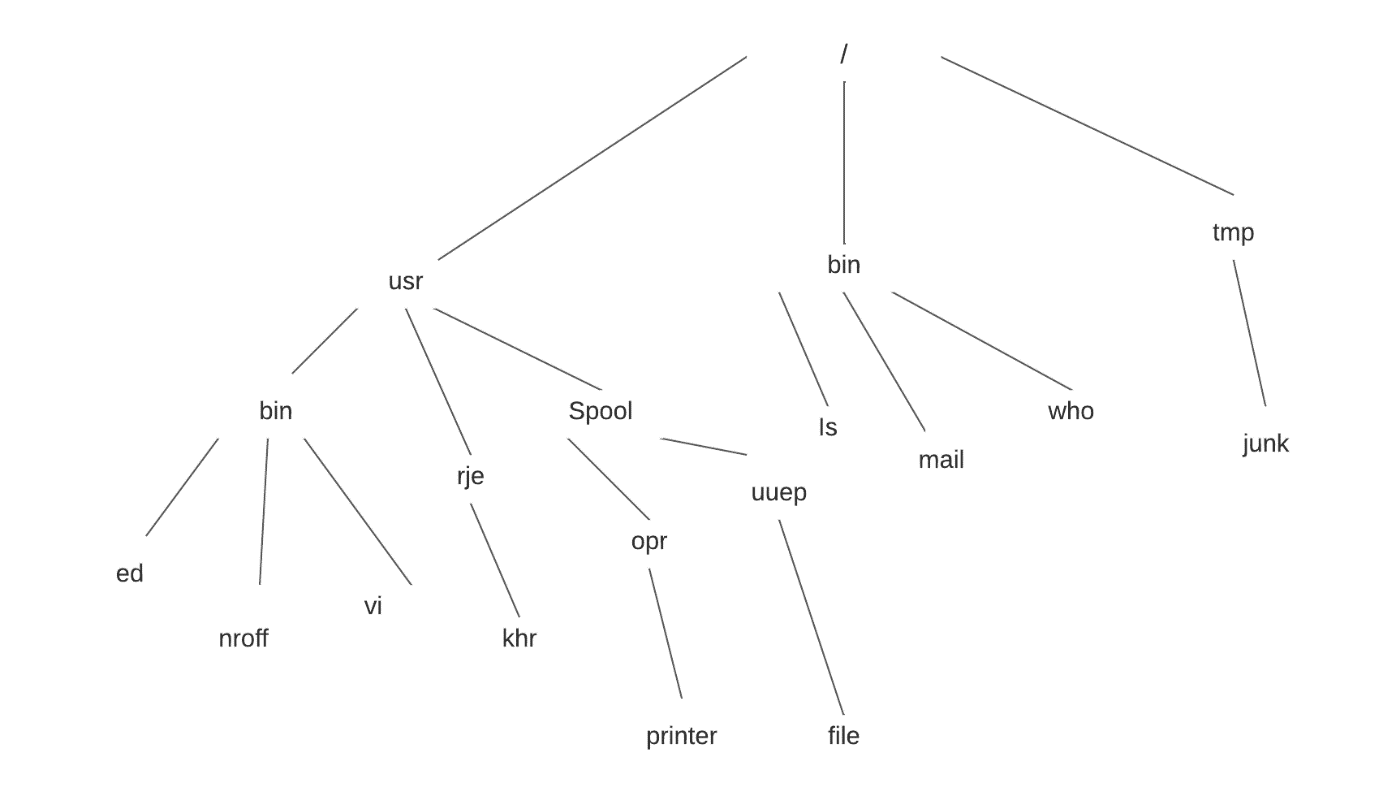 /
tmp
bin
usr
bin
Spool
who
ls
junk
mail
rje
uuep
opr
ed
vi
nroff
khr
printer
file